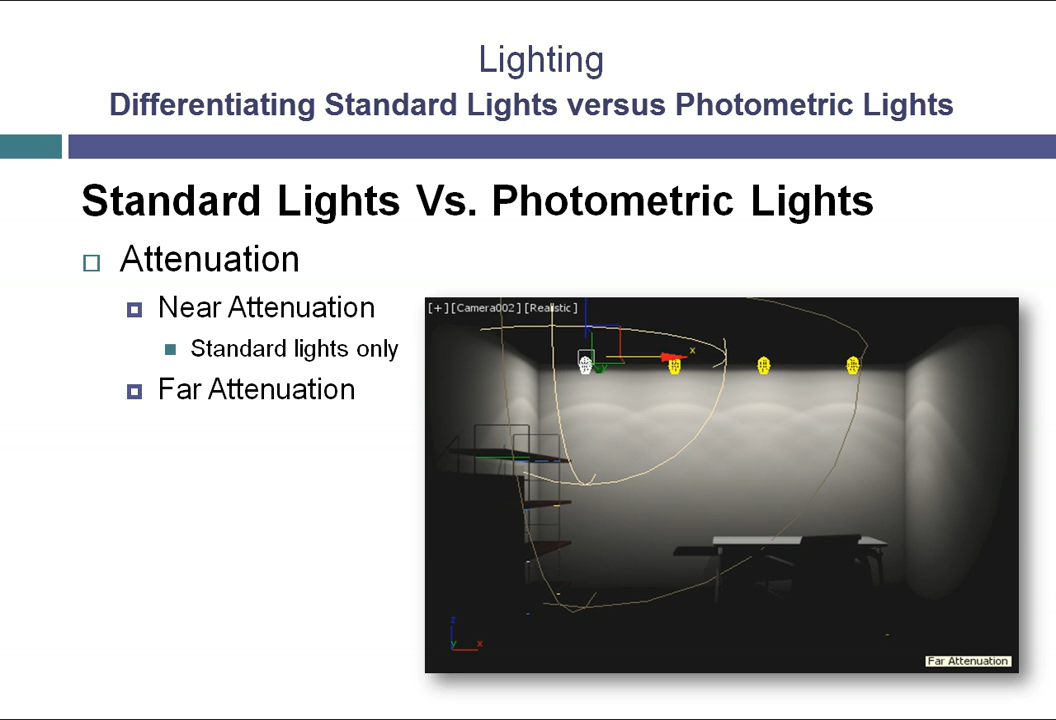 Lighting
Differentiating Standard Lights versus Photometric Lights
Standard Lights Vs. Photometric Lights
Attenuation
Near Attenuation
Standard lights only
Far Attenuation
[+][Camera002][Realistic]
x
y
z
y
x
Far Attenuation